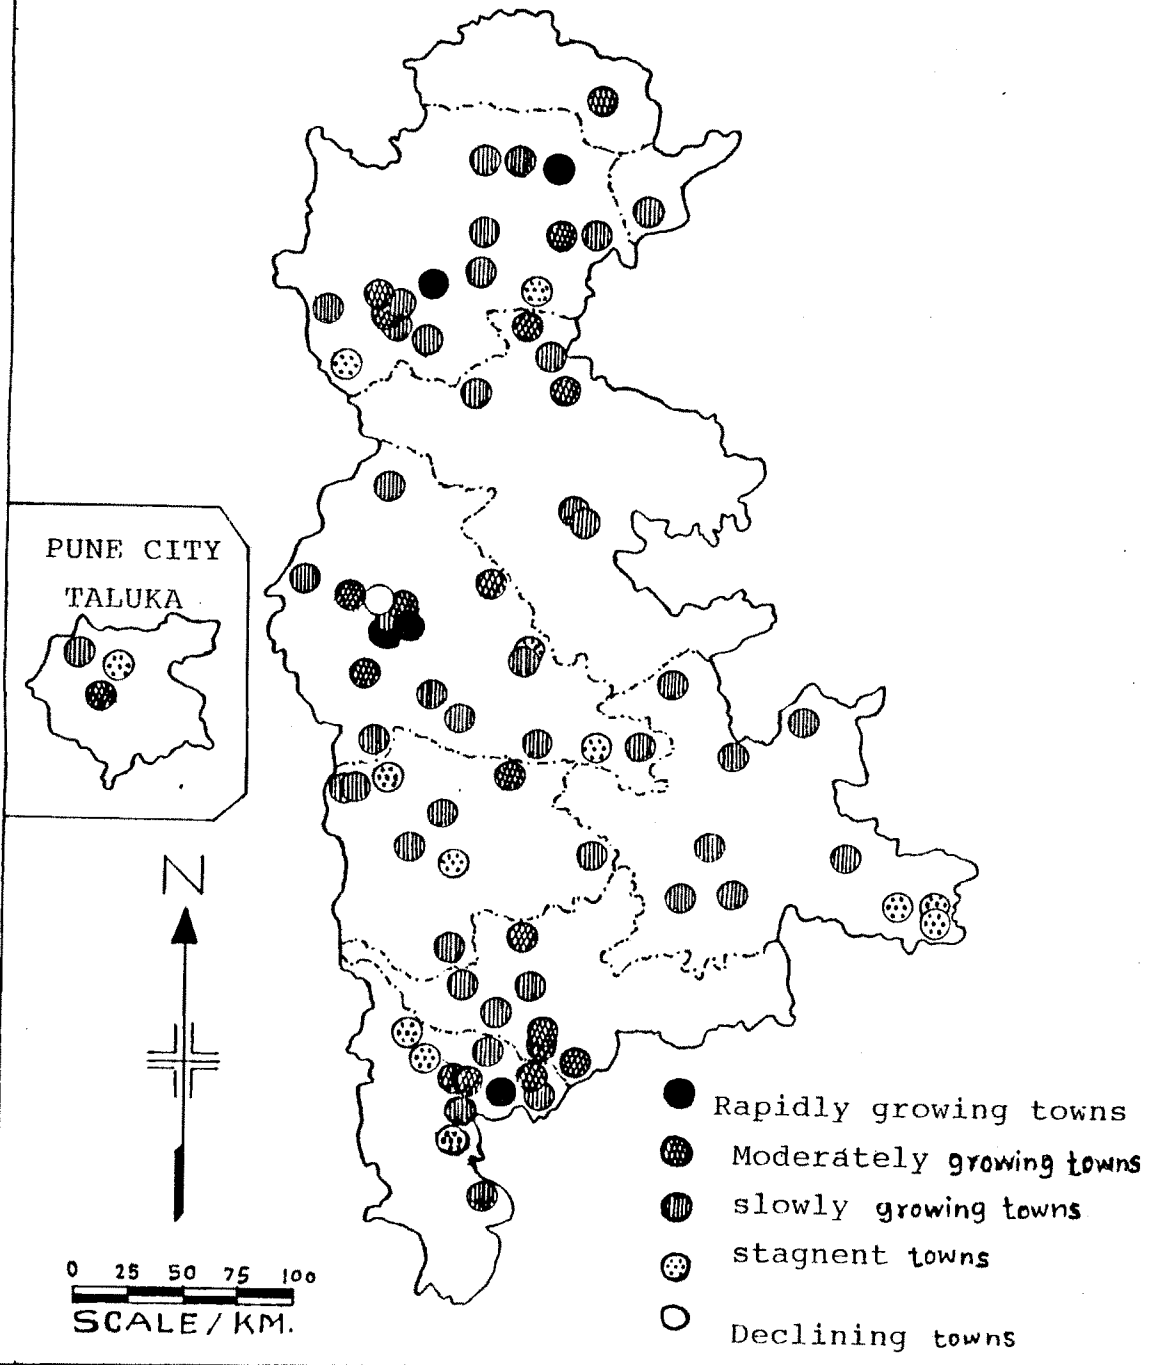 PUNE CITY
TALUKA
N
0 25 50 75 100
SCALE/KM.
Rapidly growing towns
Moderately growing towns
slowly growing towns
stagnent towns
Declining towns